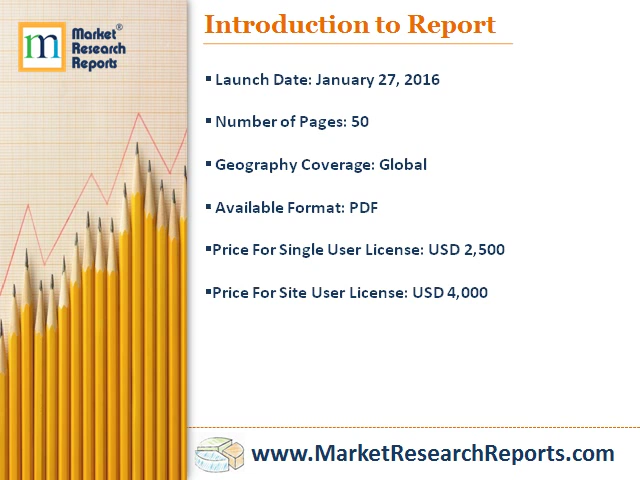 m
Market®
Research
Reports
Introduction to Report
▪ Launch Date: January 27, 2016
▪ Number of Pages: 50
▪ Geography Coverage: Global
▪ Available Format: PDF
▪Price For Single User License: USD 2,500
▪Price For Site User License: USD 4,000
www.MarketResearchReports.com